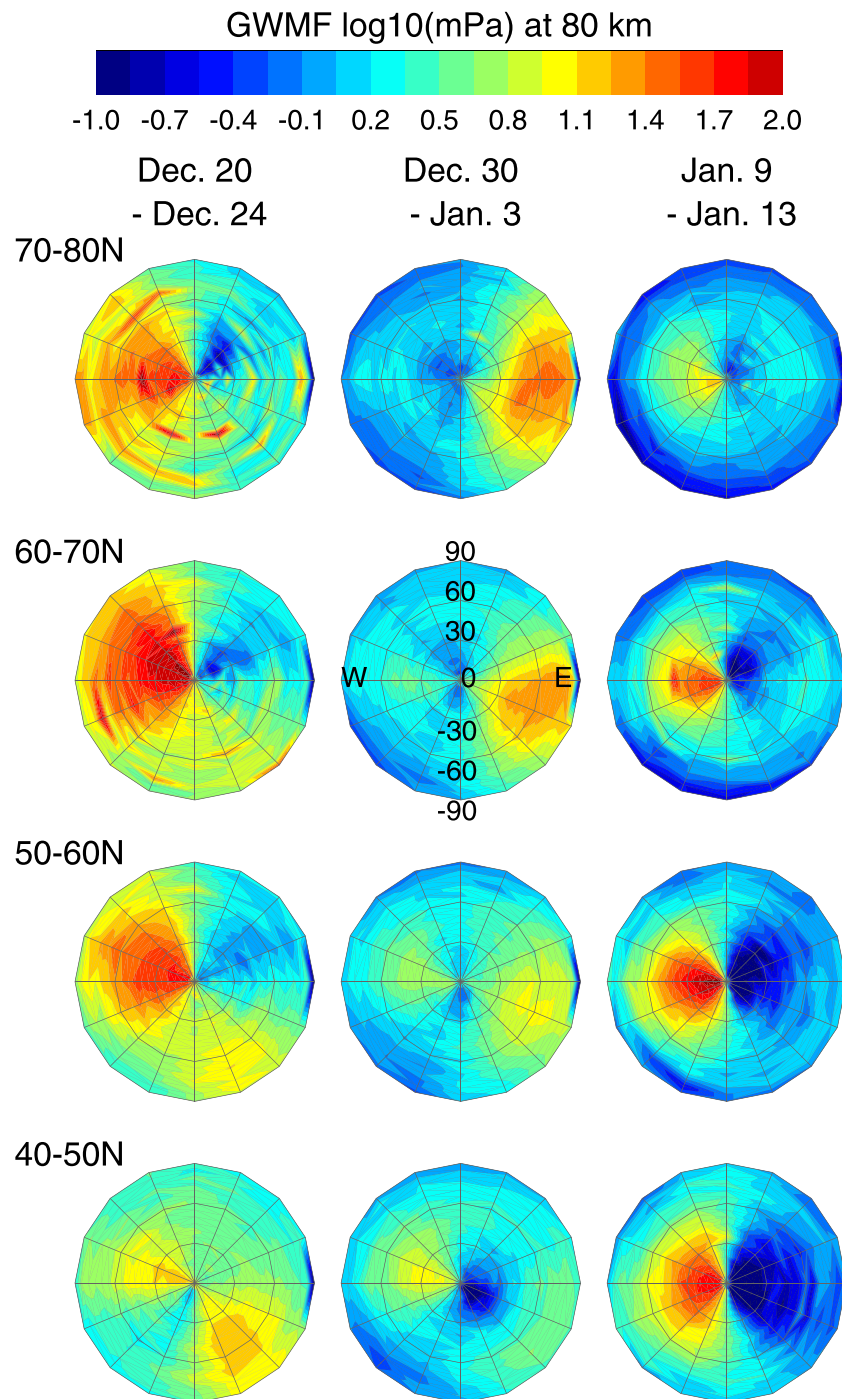 GWMF log10(mPa) at 80 km
-1.0 -0.7 -0.4 -0.1 0.2 0.5 0.8 1.1 1.4 1.7 2.0
Dec. 20 Dec. 30 Jan. 9
- Dec. 24 - Jan. 3 - Jan. 13
70-80N
60-70N
90
60
30
W 0 E
-30
-60
-90
50-60N
40-50N